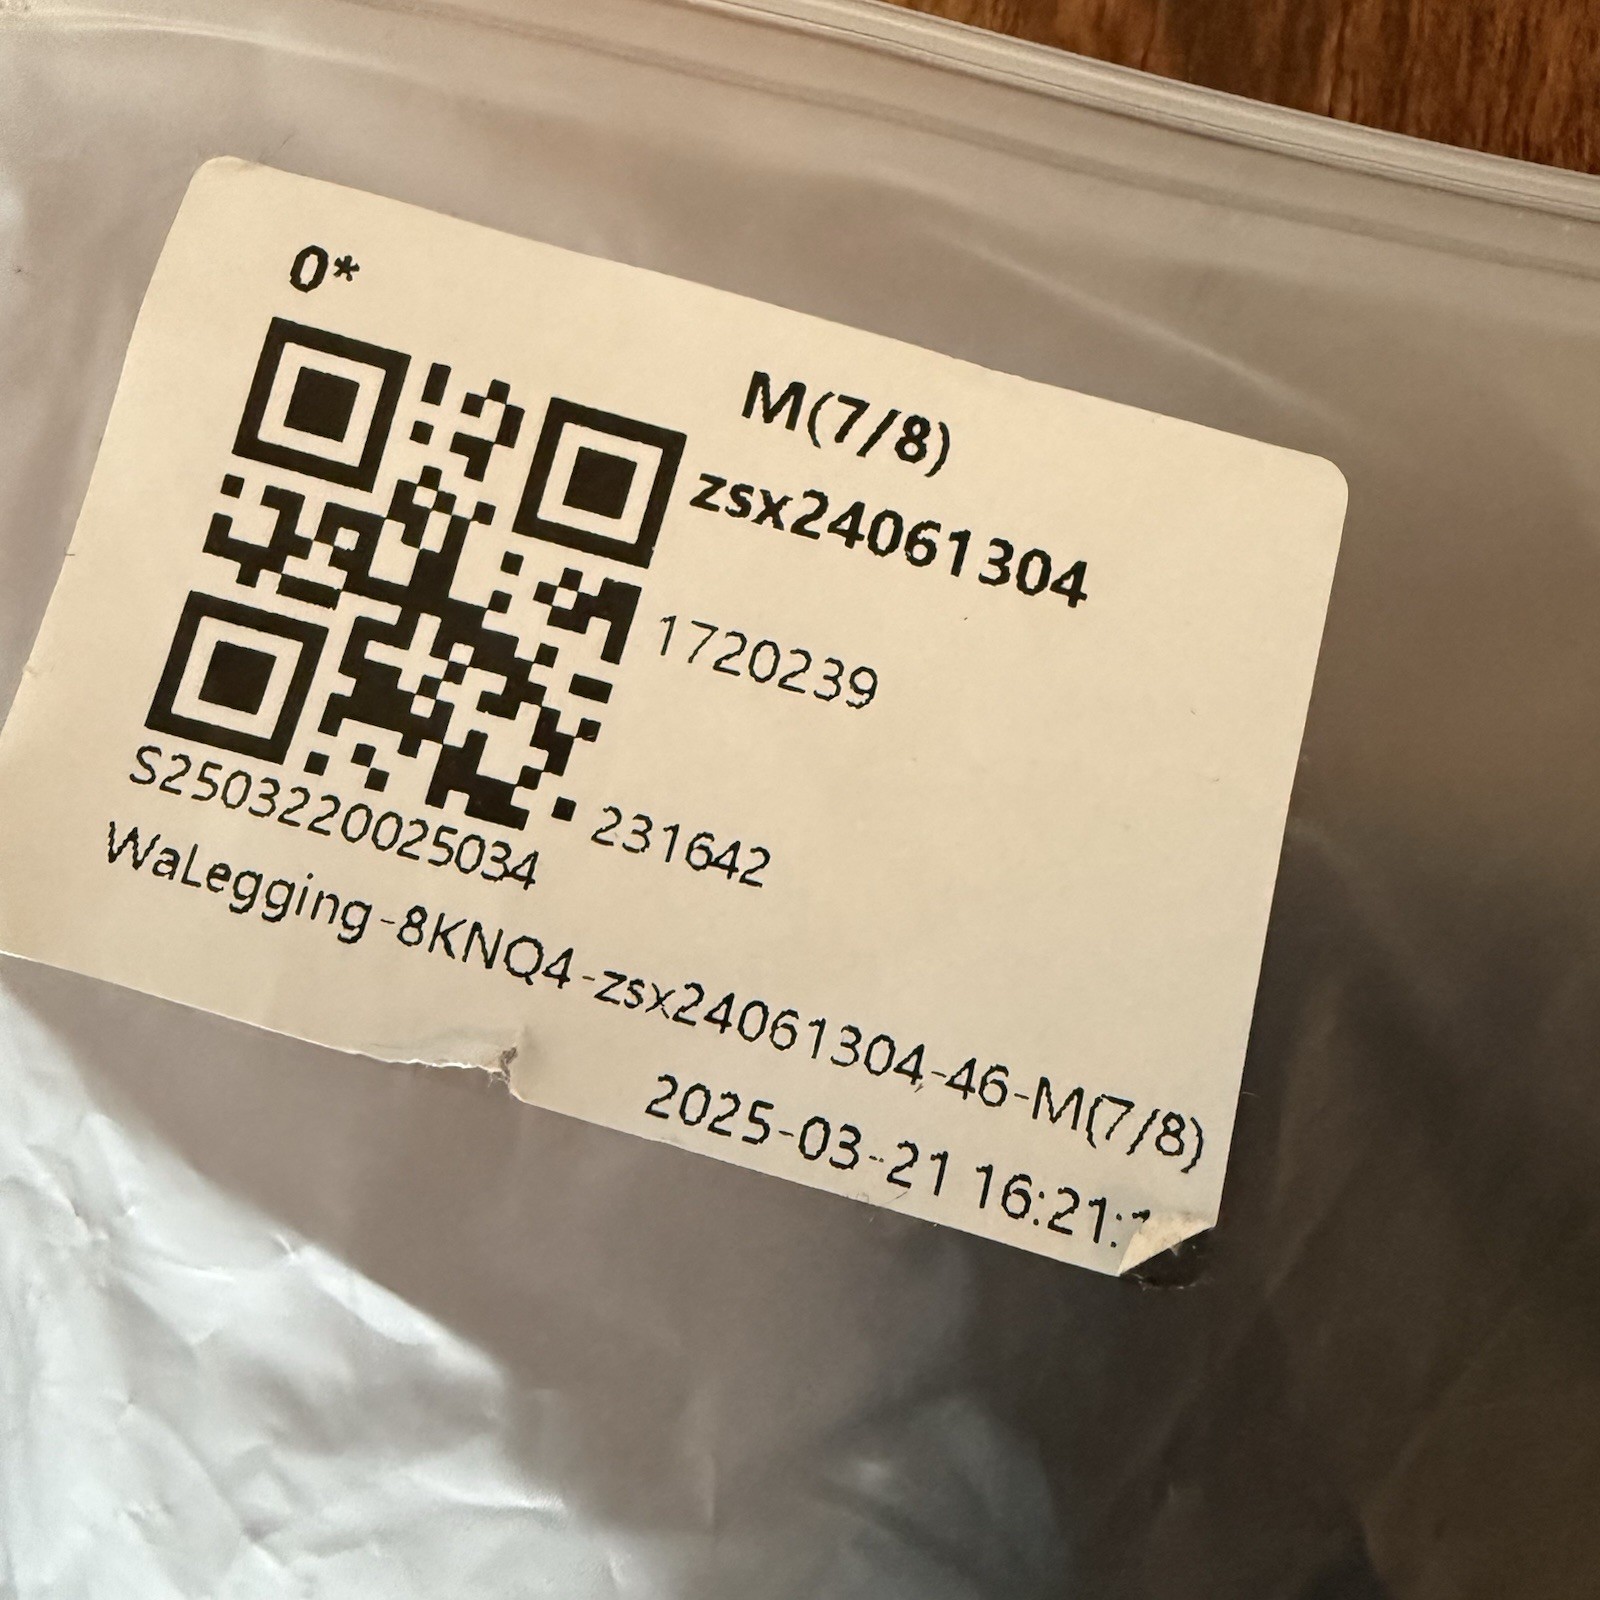 0*
M(7/8)
zsx24061304
1720239
S2503220025034 231642
WaLegging-8KNQ4-zsx24061304-46-M(7/8)
2025-03-21 16:21: